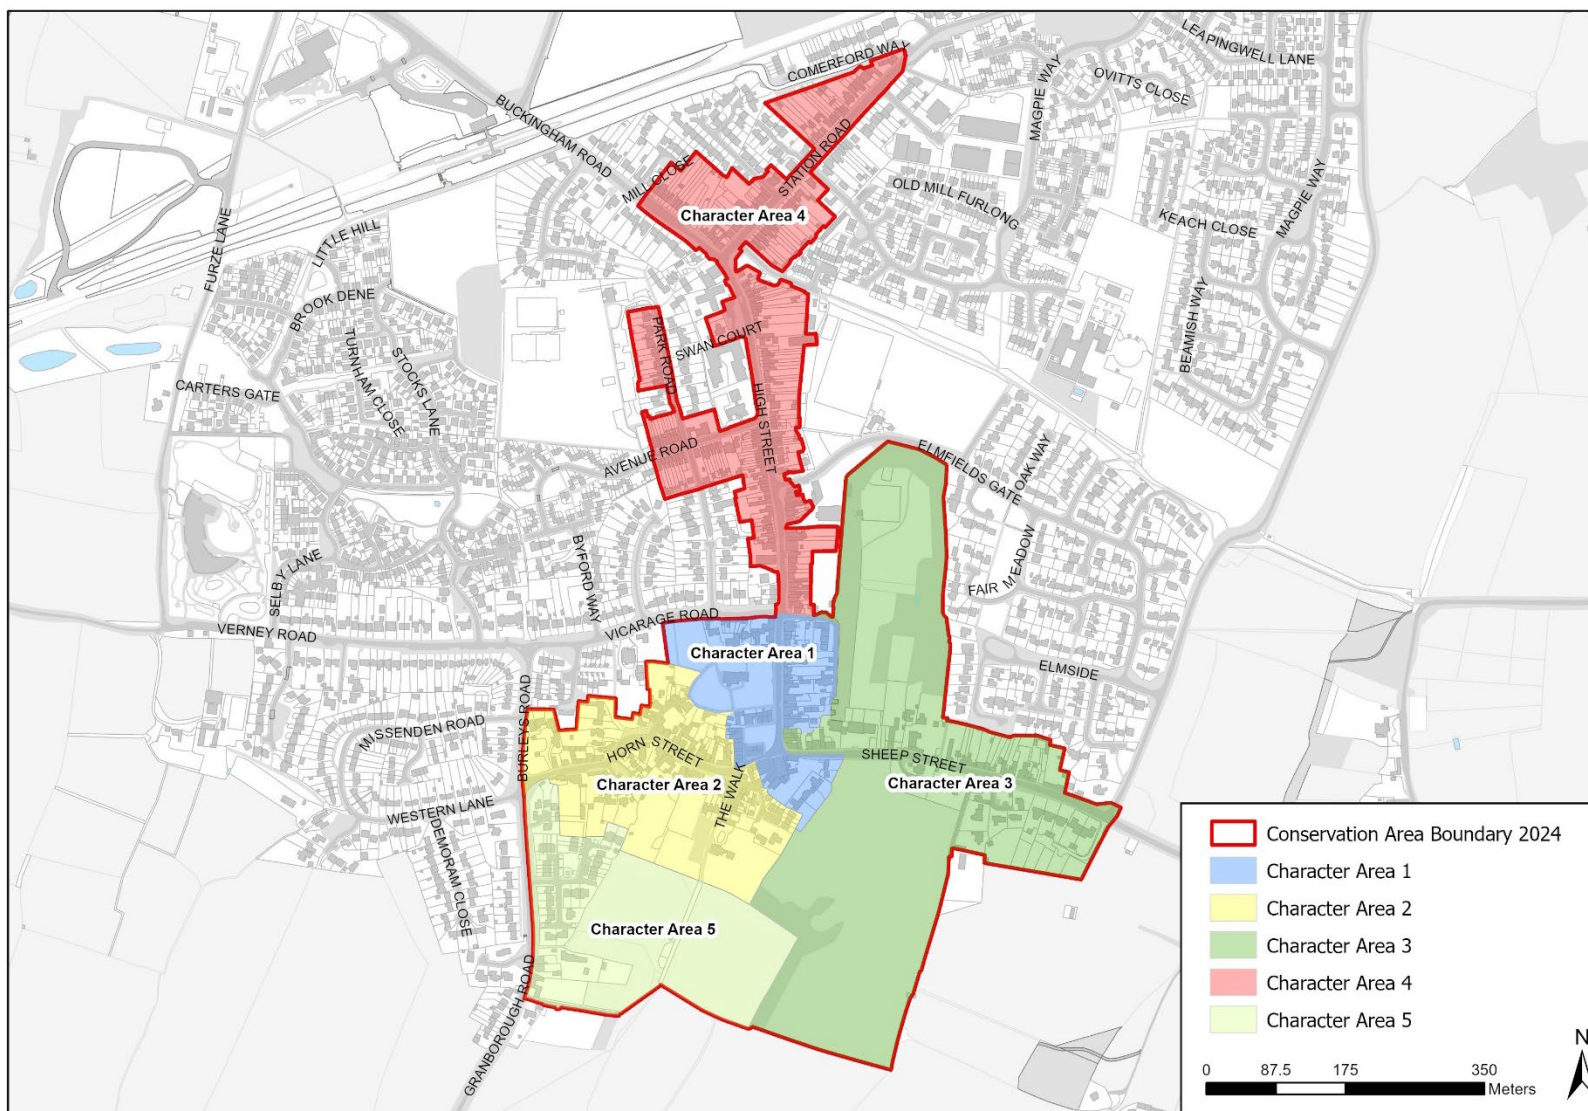 COMERFORD WAY
LEAPINGWELL LANE
OVITTS CLOSE
MAGPIE WAY
BUCKINGHAM ROAD
MILL CLOSE
STATION ROAD
OLD MILL FURLONG
KEACH CLOSE
MAGPIE WAY
Character Area 4
FURZE LANE
LITTLE HILL
BROOK DENE
TURNHAM CLOSE
STOCKS LANE
PARK ROAD
SWAN COURT
HIGH STREET
BEAMISH WAY
CARTERS GATE
AVENUE ROAD
ELMFIELDS GATE
OAK WAY
SELBY LANE
BYFORD WAY
FAIR MEADOW
VERNEY ROAD
VICARAGE ROAD
Character Area 1
ELMSIDE
MISSENDEN ROAD
BURLEYS ROAD
HORN STREET
SHEEP STREET
Character Area 2
Character Area 3
THE WALK
WESTERN LANE
DEMORAM CLOSE
Character Area 5
GRANBOROUGH ROAD
Conservation Area Boundary 2024
Character Area 1
Character Area 2
Character Area 3
Character Area 4
Character Area 5
N
0 87.5 175 350
Meters